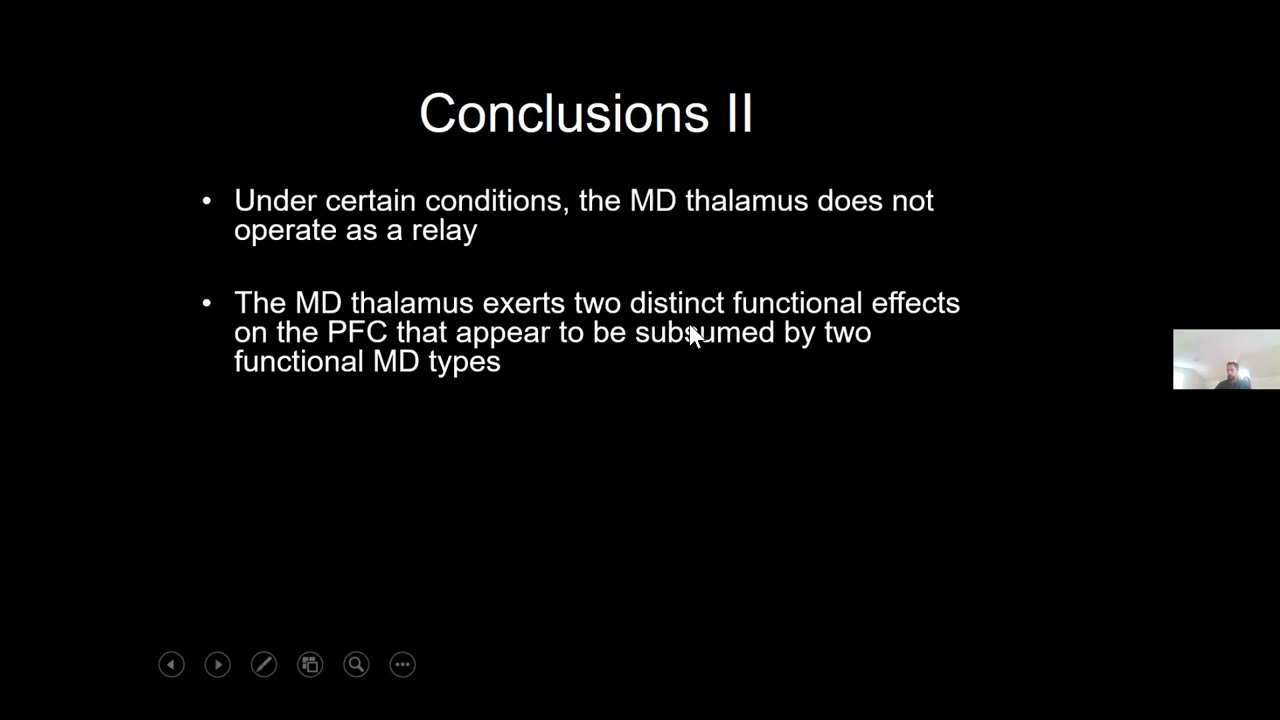 Conclusions II
• Under certain conditions, the MD thalamus does not
operate as a relay
• The MD thalamus exerts two distinct functional effects
on the PFC that appear to be subsumed by two
functional MD types